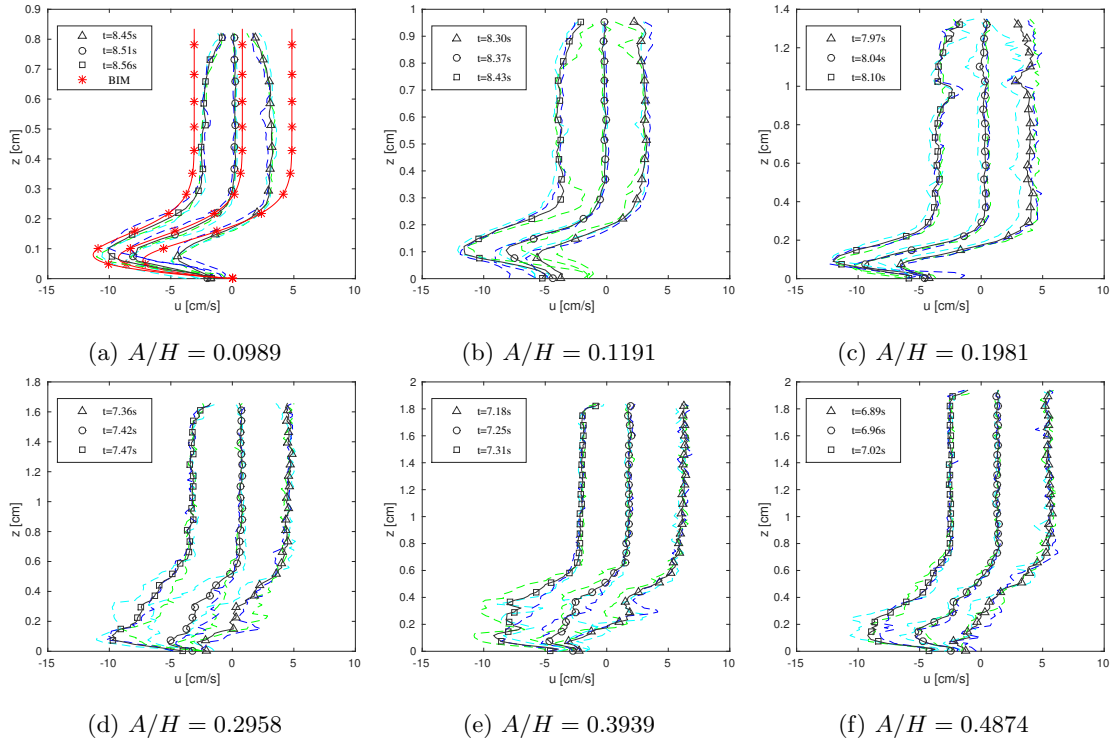 0.9
0.8
0.7
0.6
0.5
0.4
0.3
0.2
0.1
0
z [cm]
t=8.45s
t=8.51s
t=8.56s
BIM
-15 -10 -5 0 5 10
u [cm/s]
(a) A/H = 0.0989
1
0.9
0.8
0.7
0.6
0.5
0.4
0.3
0.2
0.1
0
z [cm]
t=8.30s
t=8.37s
t=8.43s
-15 -10 -5 0 5 10
u [cm/s]
(b) A/H = 0.1191
1.4
1.2
1
0.8
0.6
0.4
0.2
0
z [cm]
t=7.97s
t=8.04s
t=8.10s
-15 -10 -5 0 5 10
u [cm/s]
(c) A/H = 0.1981
1.8
1.6
1.4
1.2
1
0.8
0.6
0.4
0.2
0
z [cm]
t=7.36s
t=7.42s
t=7.47s
-15 -10 -5 0 5 10
u [cm/s]
(d) A/H = 0.2958
2
1.8
1.6
1.4
1.2
1
0.8
0.6
0.4
0.2
0
z [cm]
t=7.18s
t=7.25s
t=7.31s
-15 -10 -5 0 5 10
u [cm/s]
(e) A/H = 0.3939
2
1.8
1.6
1.4
1.2
1
0.8
0.6
0.4
0.2
0
z [cm]
t=6.89s
t=6.96s
t=7.02s
-15 -10 -5 0 5 10
u [cm/s]
(f) A/H = 0.4874